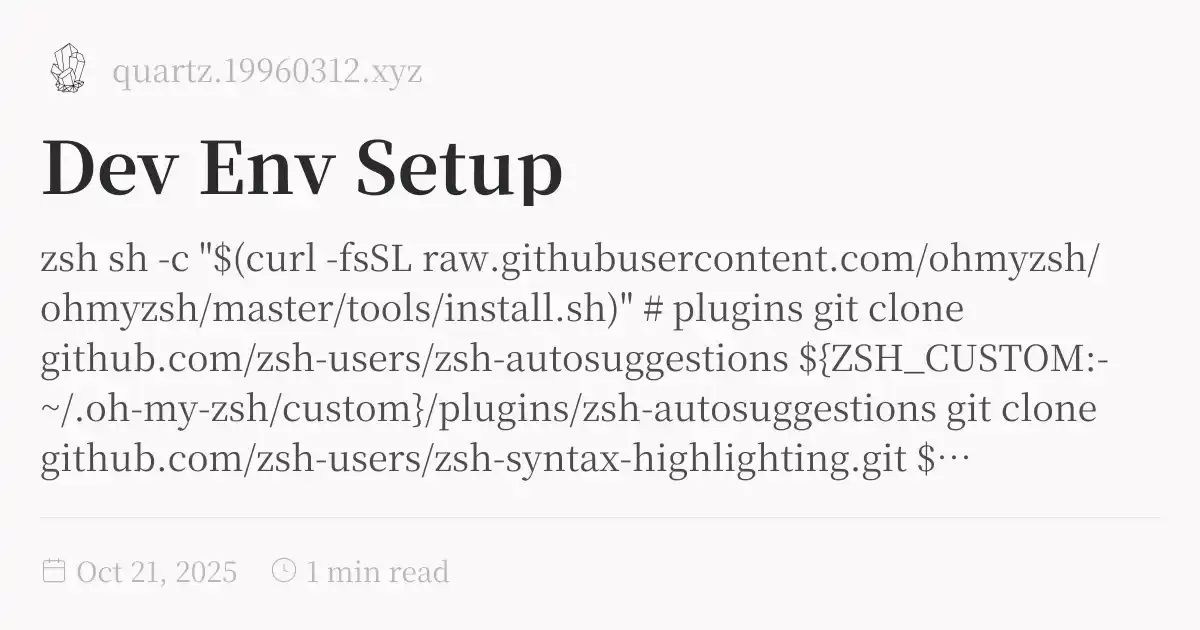 quartz.19960312.xyz
Dev Env Setup
zsh sh -c "$(curl -fsSL raw.githubusercontent.com/ohmyzsh/
ohmyzsh/master/tools/install.sh)" # plugins git clone
github.com/zsh-users/zsh-autosuggestions ${ZSH_CUSTOM:-
~/.oh-my-zsh/custom}/plugins/zsh-autosuggestions git clone
github.com/zsh-users/zsh-syntax-highlighting.git $…
Oct 21, 2025 1 min read